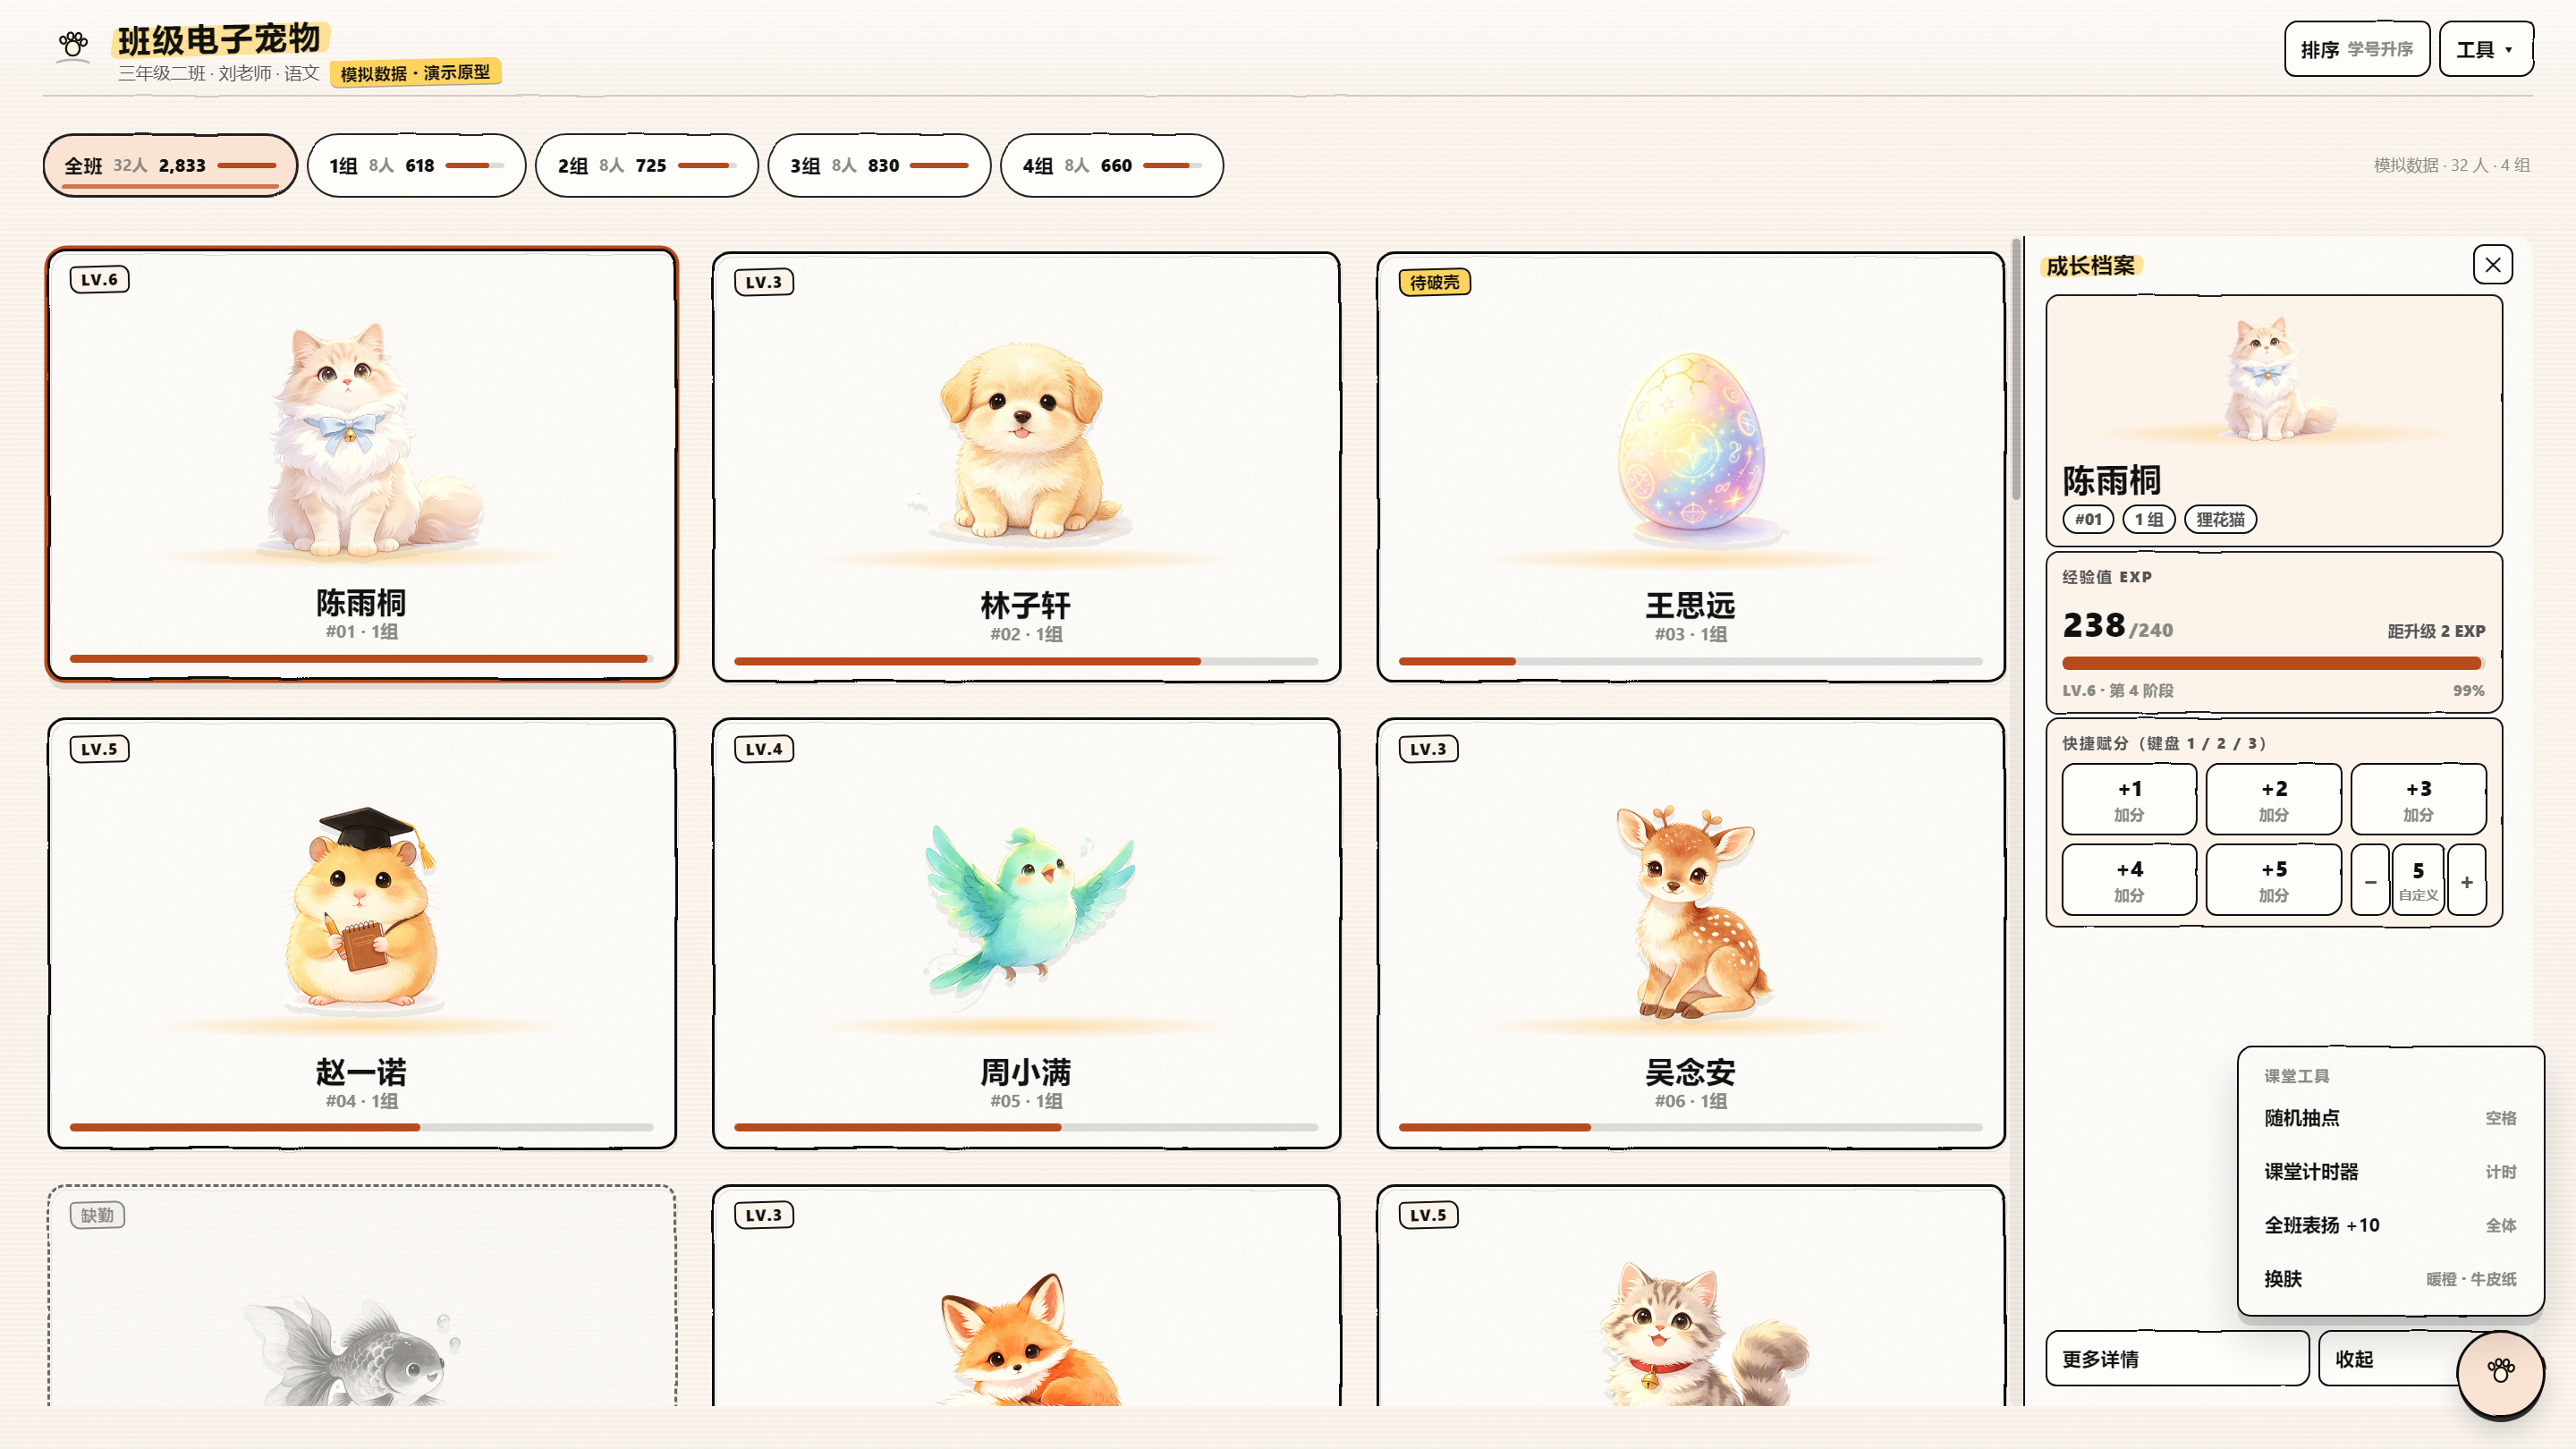 班级电子宠物
三年级二班 · 刘老师 · 语文 模拟数据 · 演示原型
排序 学号升序
工具 ▾
全班 32人 2,833
1组 8人 618
2组 8人 725
3组 8人 830
4组 8人 660
模拟数据 · 32 人 · 4 组
LV.6
陈雨桐
#01 · 1组
LV.3
林子轩
#02 · 1组
待破壳
王思远
#03 · 1组
LV.5
赵一诺
#04 · 1组
LV.4
周小满
#05 · 1组
LV.3
吴念安
#06 · 1组
缺勤
LV.3
LV.5
成长档案
陈雨桐
#01 1 组 狸花猫
经验值 EXP
238/240 距升级 2 EXP
LV.6 · 第 4 阶段 99%
快捷赋分（键盘 1 / 2 / 3）
+1
加分
+2
加分
+3
加分
+4
加分
+5
加分
−
5
自定义
+
课堂工具
随机抽点 空格
课堂计时器 计时
全班表扬 +10 全体
换肤 暖橙 · 牛皮纸
更多详情
收起